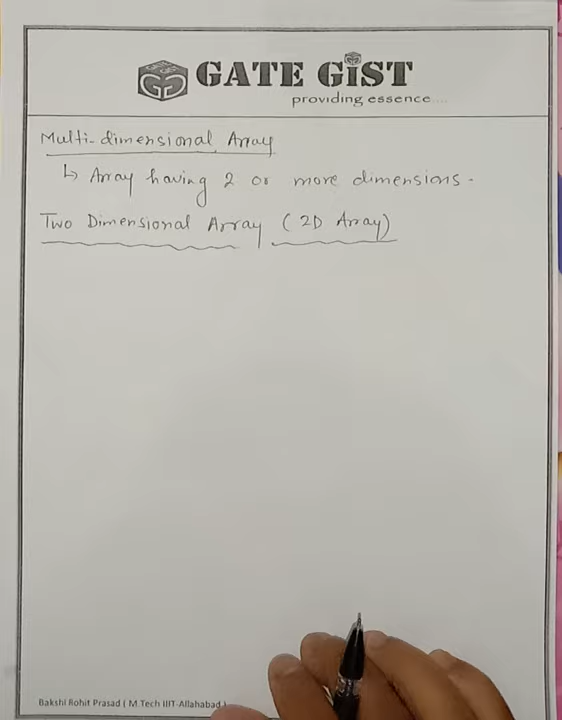 GATE GiST
providing essence....
Multi-dimensional Array
↳ Array having 2 or more dimensions.
Two Dimensional Array (2D Array)
Bakshi Rohit Prasad ( M.Tech IIIT-Allahabad )